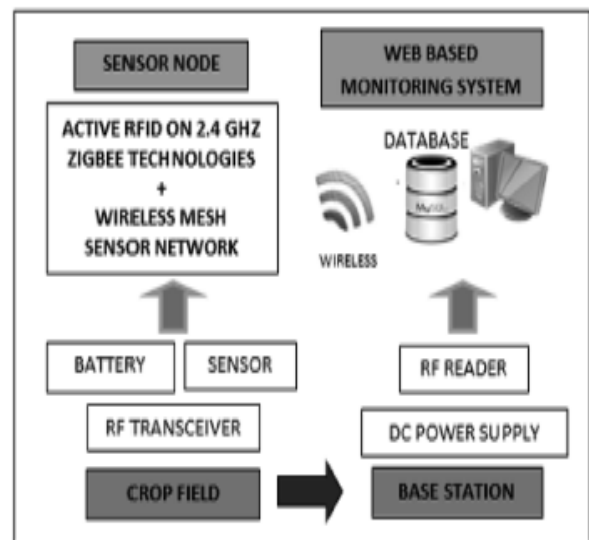 SENSOR NODE
ACTIVE RFID ON 2.4 GHZ
ZIGBEE TECHNOLOGIES
+
WIRELESS MESH
SENSOR NETWORK
BATTERY
SENSOR
RF TRANSCEIVER
CROP FIELD
WEB BASED
MONITORING SYSTEM
DATABASE
MySQL
WIRELESS
RF READER
DC POWER SUPPLY
BASE STATION